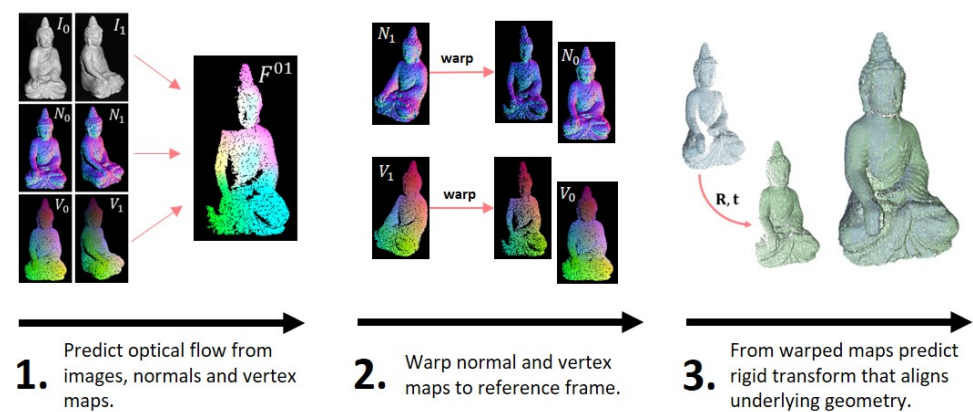 I₀ I₁
F⁰¹
N₀ N₁
V₀ V₁
N₁
warp
N₀
V₁
warp
V₀
R, t
1. Predict optical flow from
images, normals and vertex
maps.
2. Warp normal and vertex
maps to reference frame.
3. From warped maps predict
rigid transform that aligns
underlying geometry.